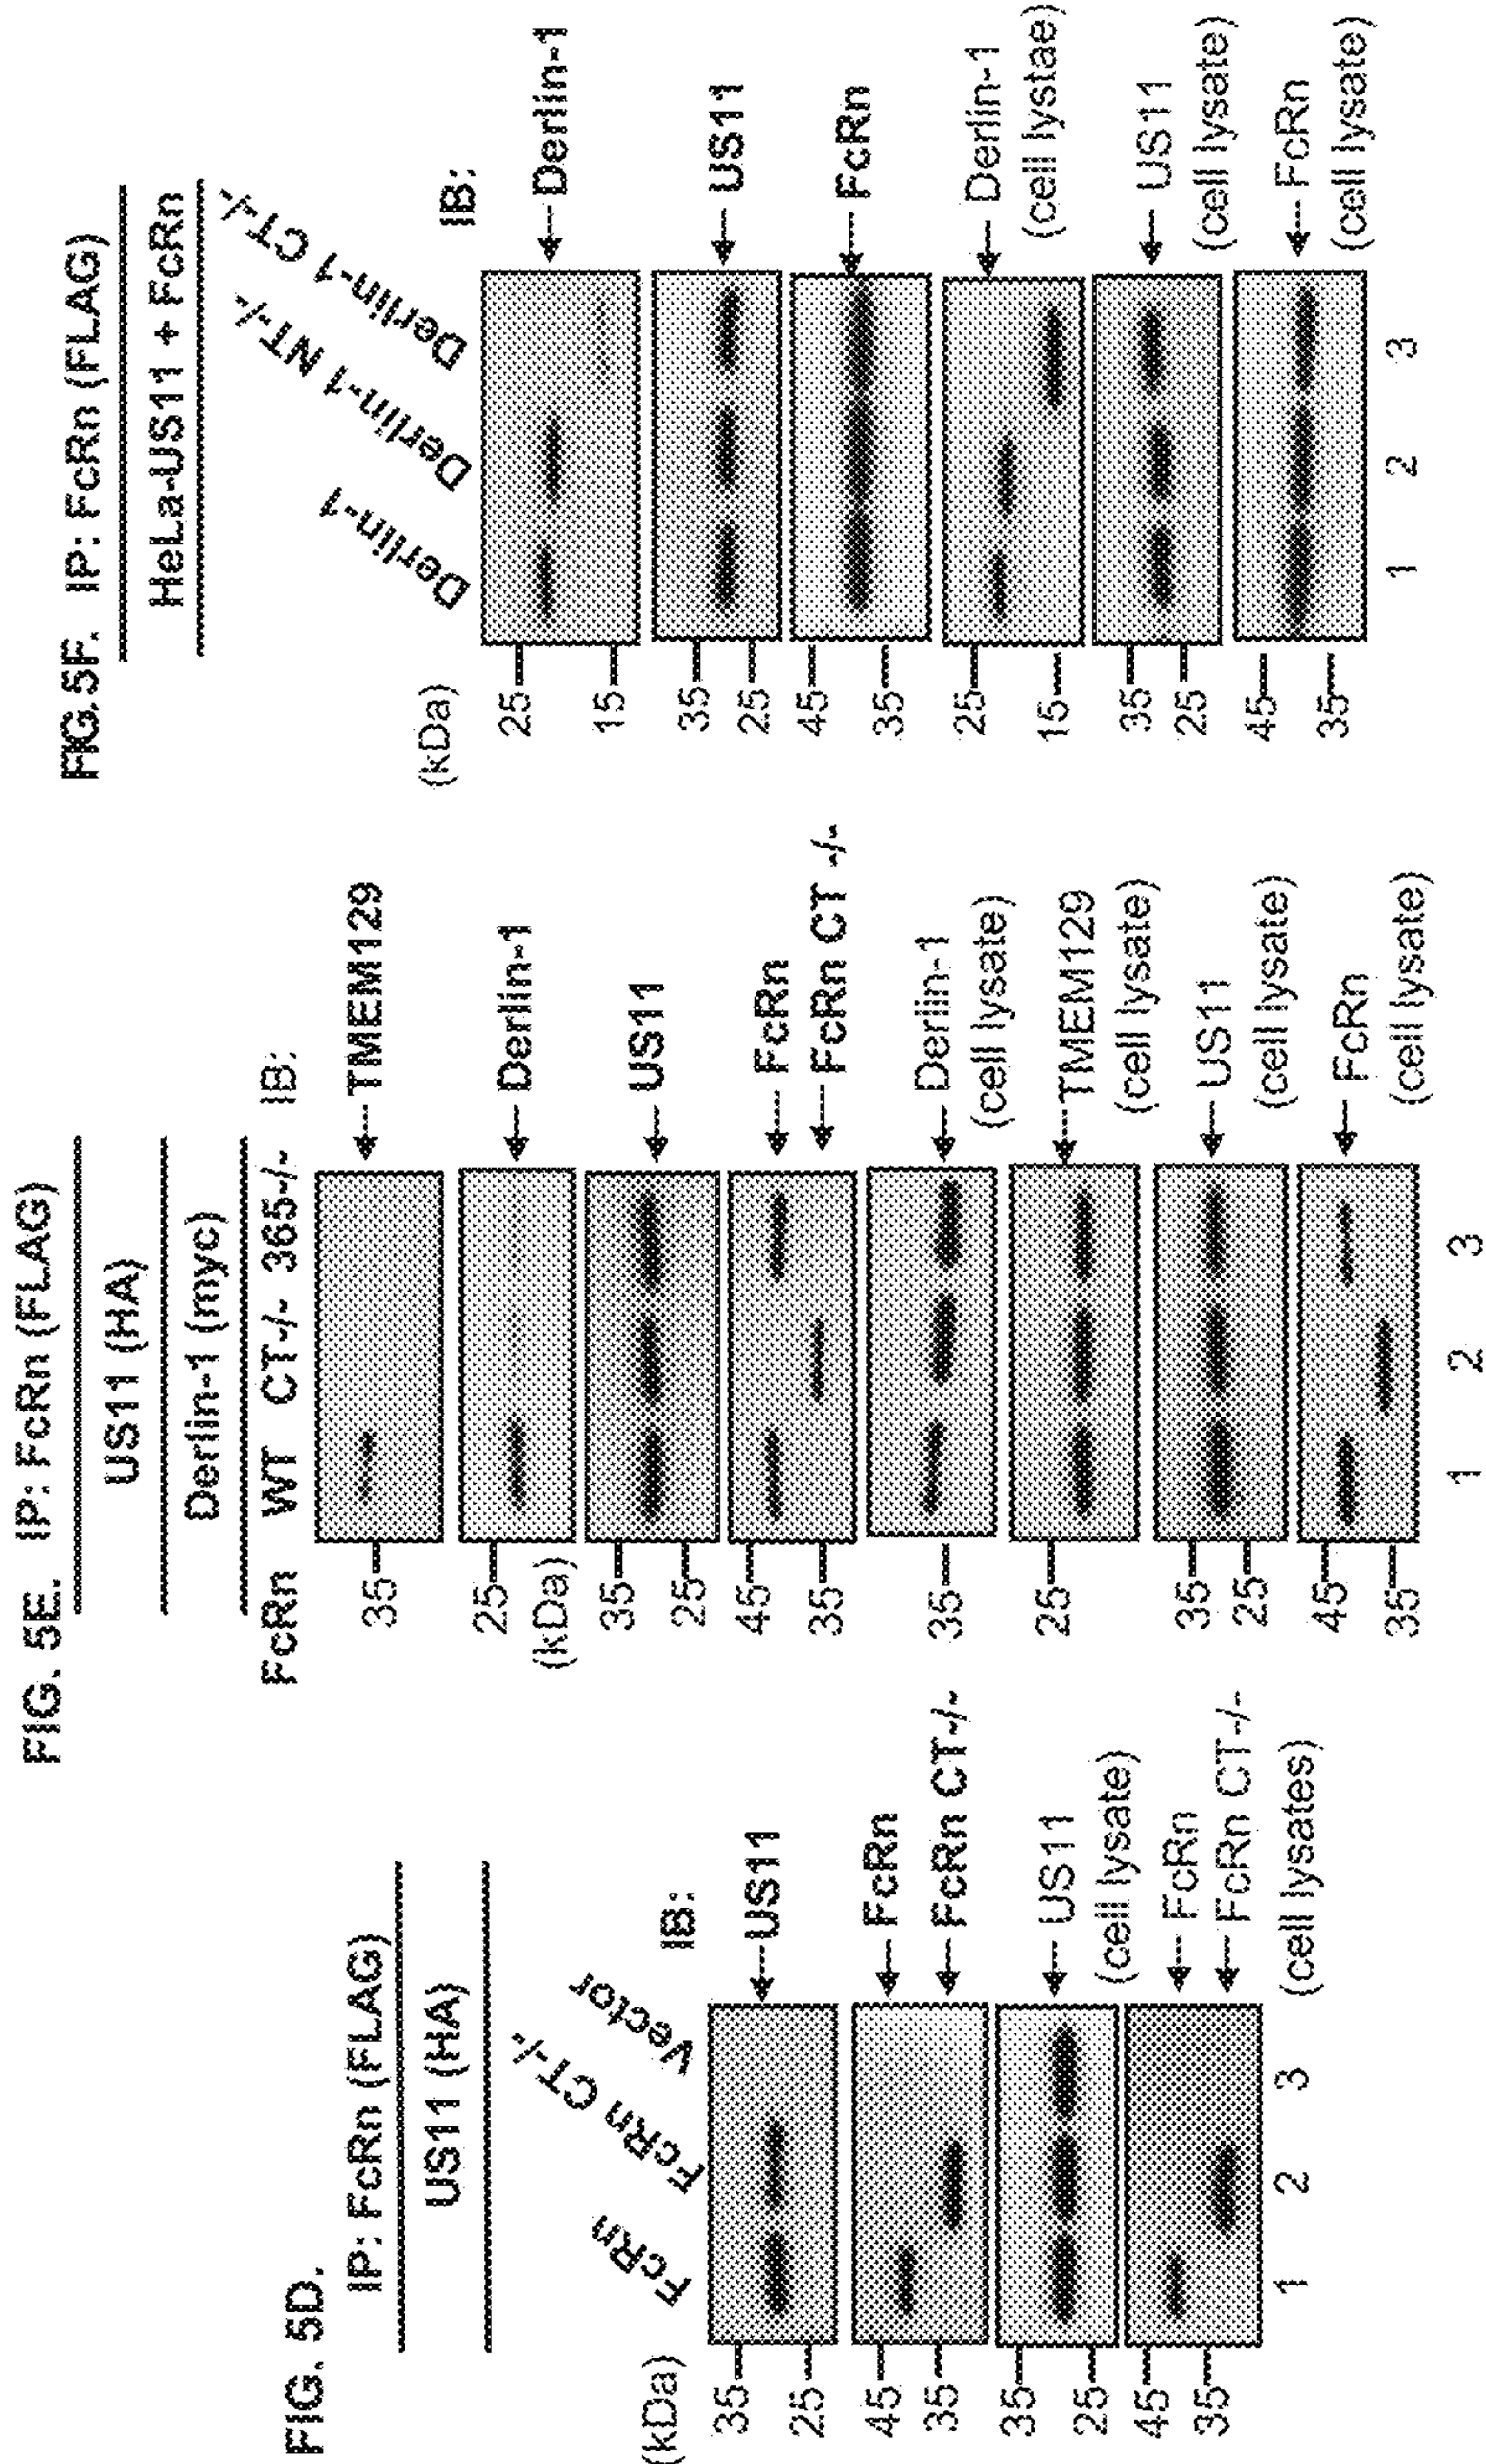 FIG. 5D.
IP: FcRn (FLAG)
US11 (HA)
FcRn
FcRn CT-/-
Vector
(kDa)
IB:
35
25
US11
45
35
FcRn
FcRn CT-/-
35
25
US11
(cell lysate)
45
35
FcRn
FcRn CT-/-
(cell lysates)
1 2 3
FIG. 5E. IP: FcRn (FLAG)
US11 (HA)
Derlin-1 (myc)
FcRn WT CT-/- 365-/- IB:
35
TMEM129
25
Derlin-1
(kDa)
35
25
US11
45
35
FcRn
FcRn CT -/-
35
Derlin-1
(cell lysate)
25
TMEM129
(cell lysate)
35
25
US11
(cell lysate)
45
35
FcRn
(cell lysate)
1 2 3
FIG.5F. IP: FcRn (FLAG)
HeLa-US11 + FcRn
Derlin-1
Derlin-1 NT-/-
Derlin-1 CT-/-
(kDa)
IB:
25
15
Derlin-1
35
25
US11
45
35
FcRn
25
15
Derlin-1
(cell lystae)
35
25
US11
(cell lysate)
45
35
FcRn
(cell lysate)
1 2 3